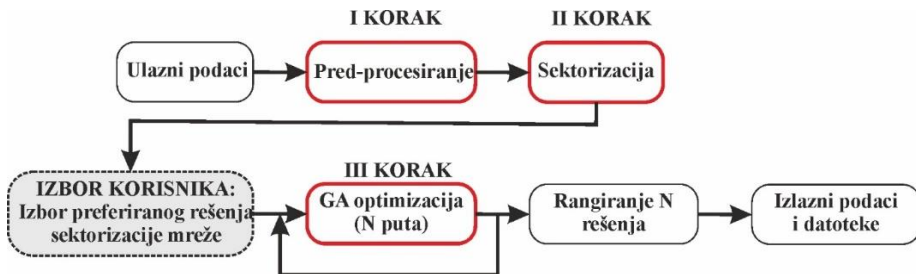 I KORAK
II KORAK
Ulazni podaci
Pred-procesiranje
Sektorizacija
III KORAK
IZBOR KORISNIKA:
Izbor preferiranog rešenja
sektorizacije mreže
GA optimizacija
(N puta)
Rangiranje N
rešenja
Izlazni podaci
i datoteke